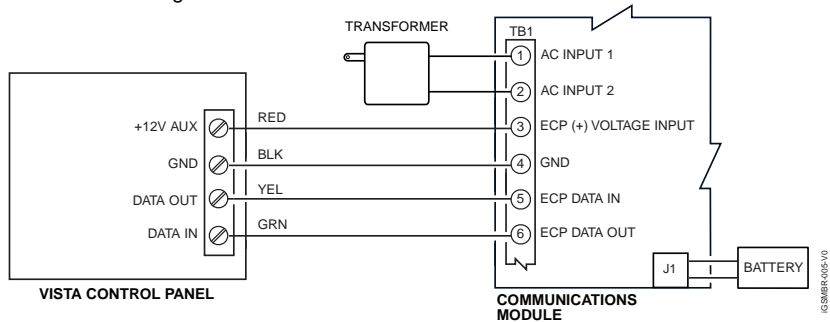 TRANSFORMER
TB1
1 AC INPUT 1
2 AC INPUT 2
+12V AUX RED 3 ECP (+) VOLTAGE INPUT
GND BLK 4 GND
DATA OUT YEL 5 ECP DATA IN
DATA IN GRN 6 ECP DATA OUT
J1 BATTERY
VISTA CONTROL PANEL
COMMUNICATIONS
MODULE
iGSMBR-005-V0